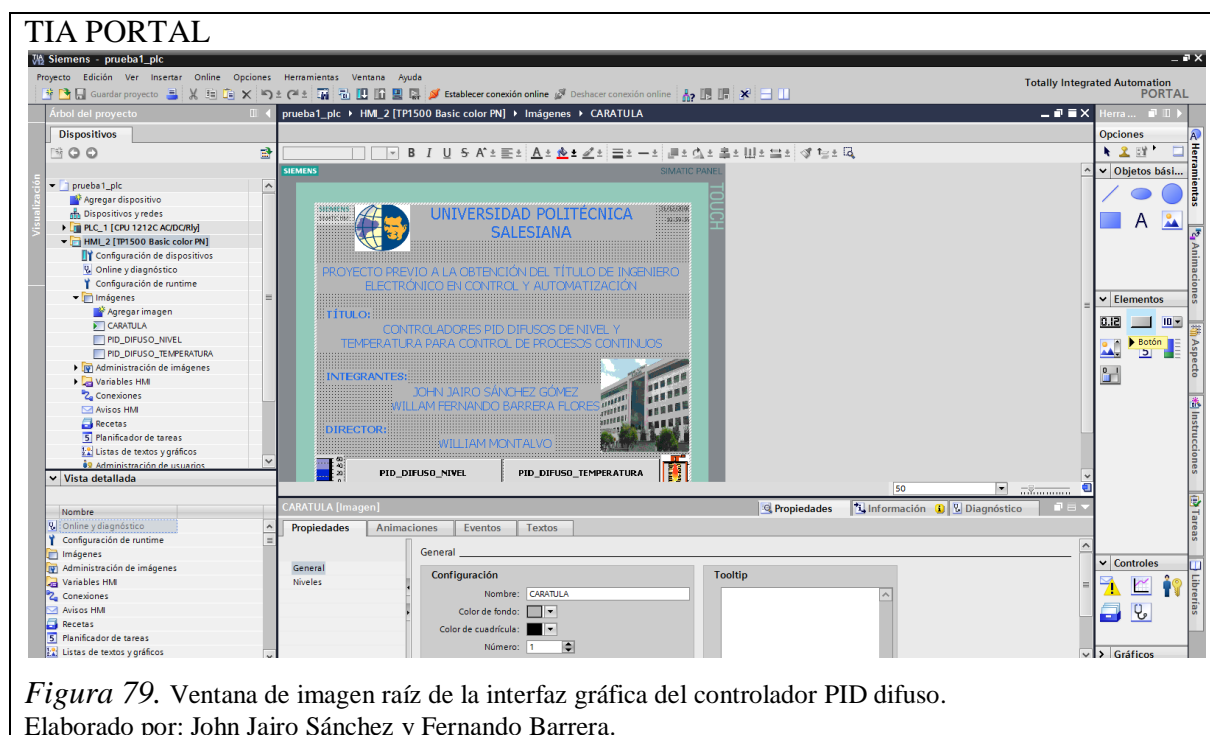 TIA PORTAL
Siemens - prueba1_plc
Proyecto Edición Ver Insertar Online Opciones Herramientas Ventana Ayuda
Totally Integrated Automation
PORTAL
Guardar proyecto
Establecer conexión online
Deshacer conexión online
Árbol del proyecto
prueba1_plc
HMI_2 [TP1500 Basic color PN]
Imágenes
CARATULA
Herra...
Dispositivos
Opciones
B I U S A
Visualización
prueba1_plc
Agregar dispositivo
Dispositivos y redes
PLC_1 [CPU 1212C AC/DC/Rly]
HMI_2 [TP1500 Basic color PN]
Configuración de dispositivos
Online y diagnóstico
Configuración de runtime
Imágenes
Agregar imagen
CARATULA
PID_DIFUSO_NIVEL
PID_DIFUSO_TEMPERATURA
Administración de imágenes
Variables HMI
Conexiones
Avisos HMI
Recetas
Planificador de tareas
Listas de textos y gráficos
Administración de usuarios
SIEMENS
SIMATIC PANEL
TOUCH
UNIVERSIDAD POLITÉCNICA
SALESIANA
PROYECTO PREVIO A LA OBTENCIÓN DEL TÍTULO DE INGENIERO
ELECTRÓNICO EN CONTROL Y AUTOMATIZACIÓN
TÍTULO:
CONTROLADORES PID DIFUSOS DE NIVEL Y
TEMPERATURA PARA CONTROL DE PROCESOS CONTINUOS
INTEGRANTES:
JOHN JAIRO SÁNCHEZ GÓMEZ
WILLAM FERNANDO BARRERA FLORES
DIRECTOR:
WILLIAM MONTALVO
PID_DIFUSO_NIVEL
PID_DIFUSO_TEMPERATURA
50
Objetos bási...
A
Elementos
Botón
Controles
Gráficos
Herramientas
Animaciones
Aspecto
Instrucciones
Tareas
Librerías
Vista detallada
Nombre
Online y diagnóstico
Configuración de runtime
Imágenes
Administración de imágenes
Variables HMI
Conexiones
Avisos HMI
Recetas
Planificador de tareas
Listas de textos y gráficos
CARATULA [Imagen]
Propiedades
Información
Diagnóstico
Propiedades Animaciones Eventos Textos
General
Niveles
General
Configuración
Nombre: CARATULA
Color de fondo:
Color de cuadrícula:
Número: 1
Tooltip
Figura 79. Ventana de imagen raíz de la interfaz gráfica del controlador PID difuso.
Elaborado por: John Jairo Sánchez y Fernando Barrera.